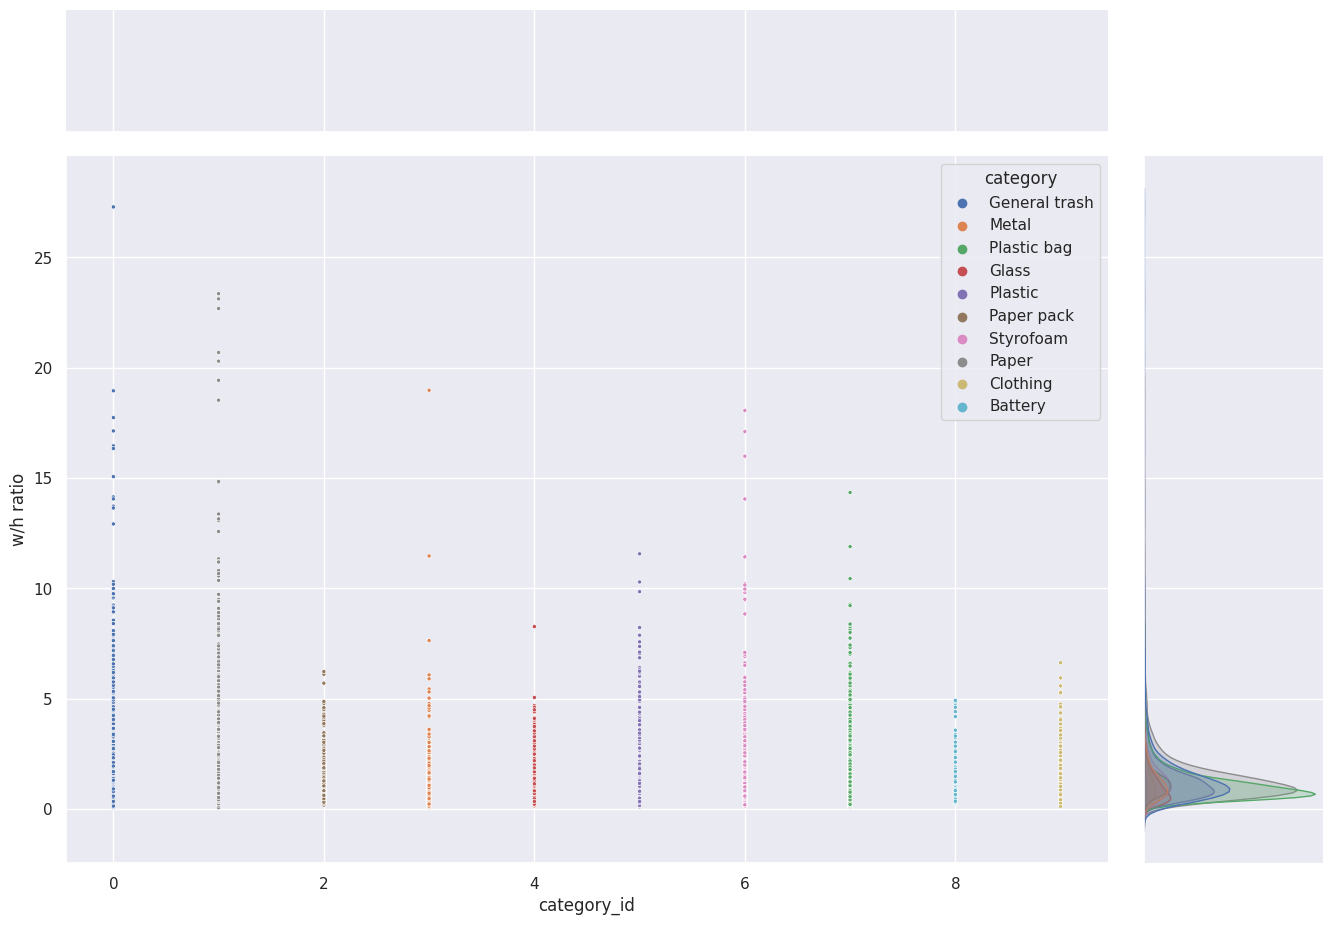 category
General trash
Metal
Plastic bag
Glass
Plastic
Paper pack
Styrofoam
Paper
Clothing
Battery
25
20
15
10
5
0
w/h ratio
0 2 4 6 8
category_id